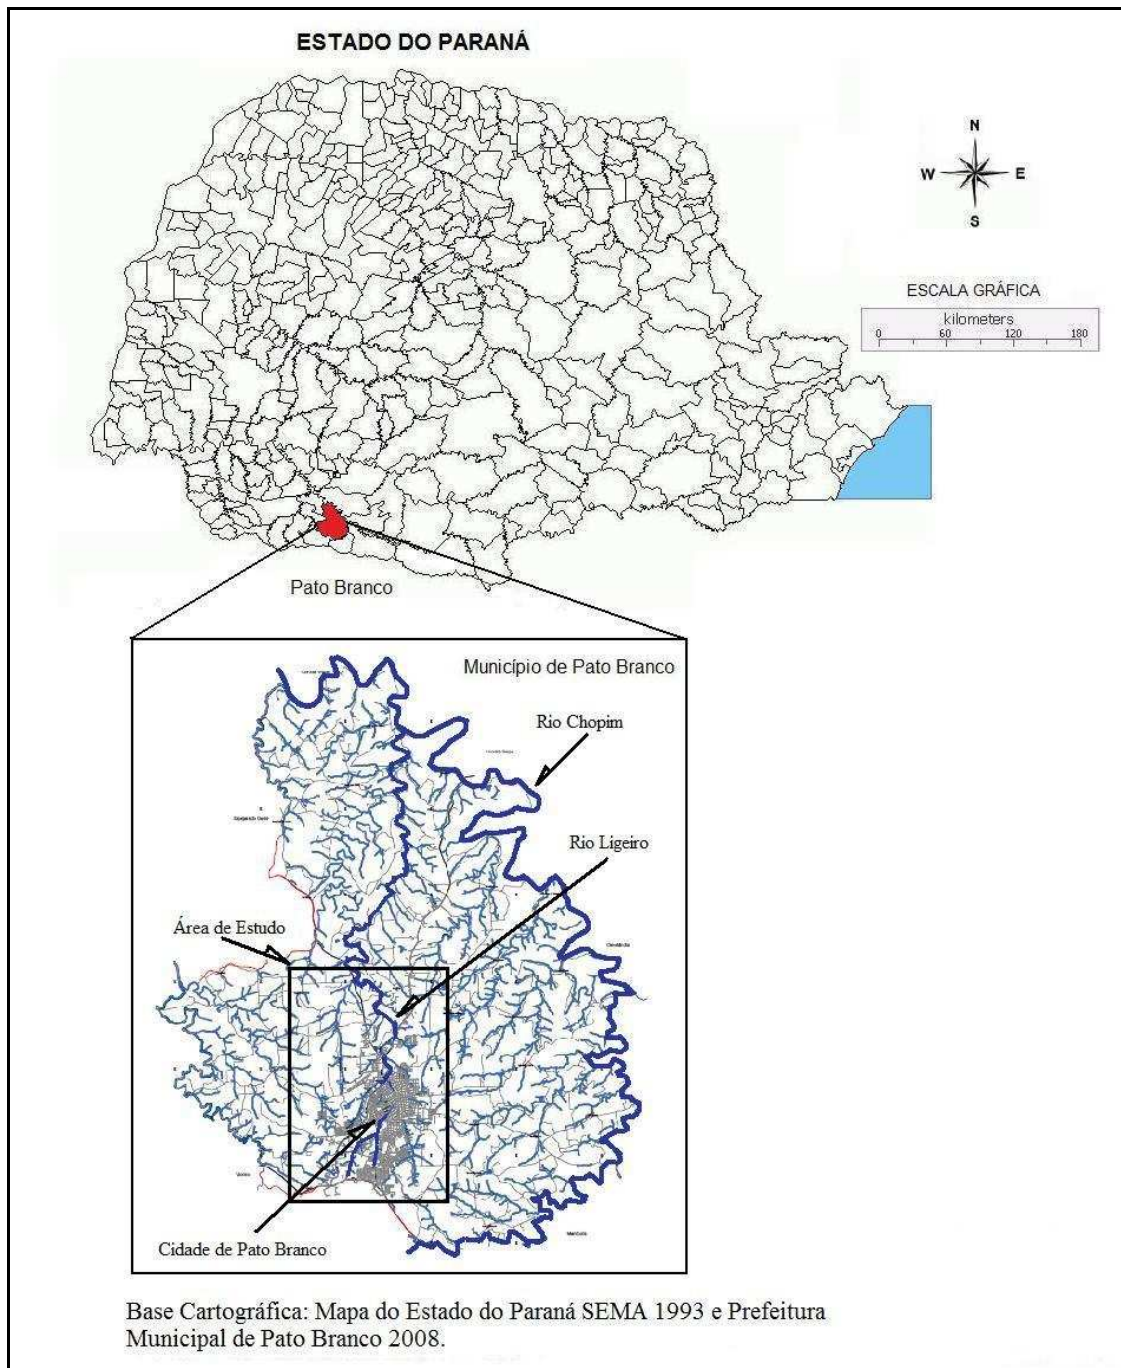 ESTADO DO PARANÁ
N
W E
S
ESCALA GRÁFICA
kilometers
0 60 120 180
Pato Branco
Município de Pato Branco
Rio Chopim
Rio Ligeiro
Área de Estudo
Cidade de Pato Branco
Base Cartográfica: Mapa do Estado do Paraná SEMA 1993 e Prefeitura
Municipal de Pato Branco 2008.